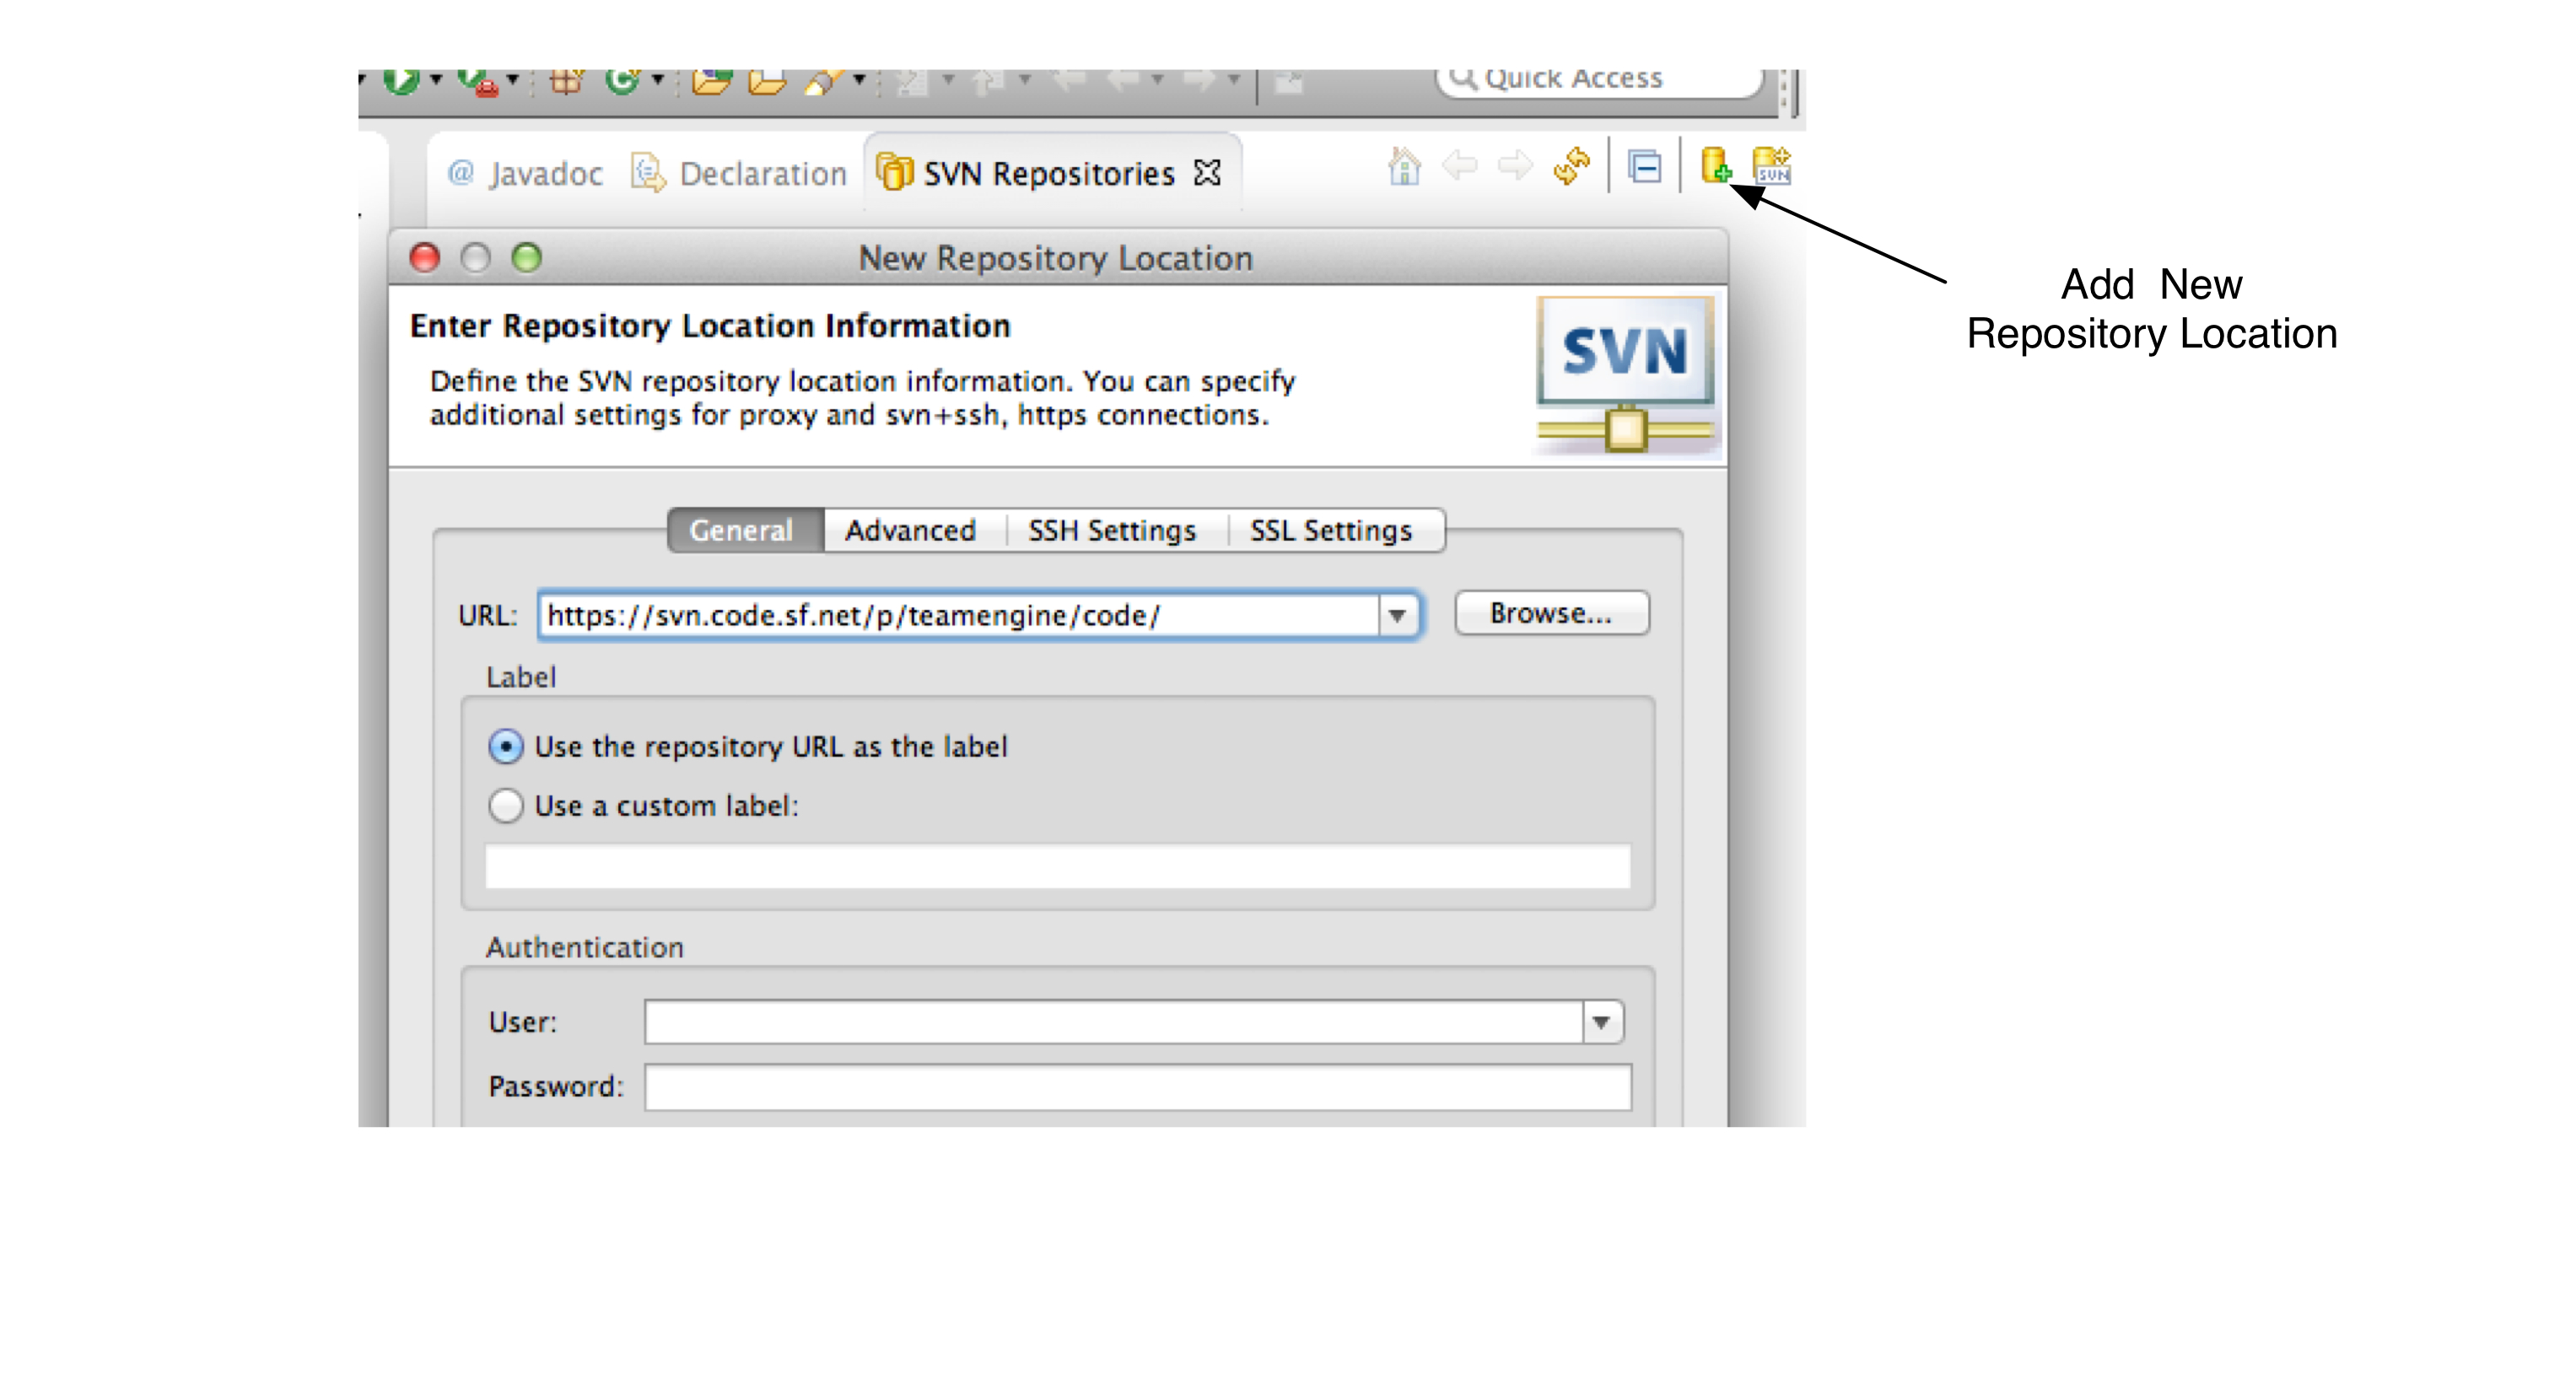 Quick Access
@ Javadoc Declaration SVN Repositories
SVN
New Repository Location
Add New
Repository Location
Enter Repository Location Information
Define the SVN repository location information. You can specify
additional settings for proxy and svn+ssh, https connections.
SVN
General Advanced SSH Settings SSL Settings
URL: https://svn.code.sf.net/p/teamengine/code/ Browse...
Label
Use the repository URL as the label
Use a custom label:
Authentication
User:
Password: